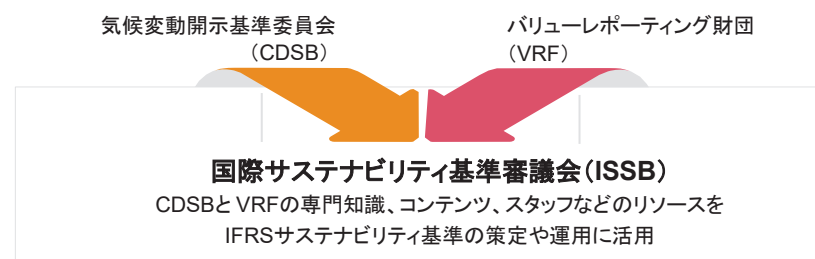 気候変動開示基準委員会
（CDSB）
バリューレポーティング財団
（VRF）
国際サステナビリティ基準審議会（ISSB）
CDSBと VRFの専門知識、コンテンツ、スタッフなどのリソースを
IFRSサステナビリティ基準の策定や運用に活用